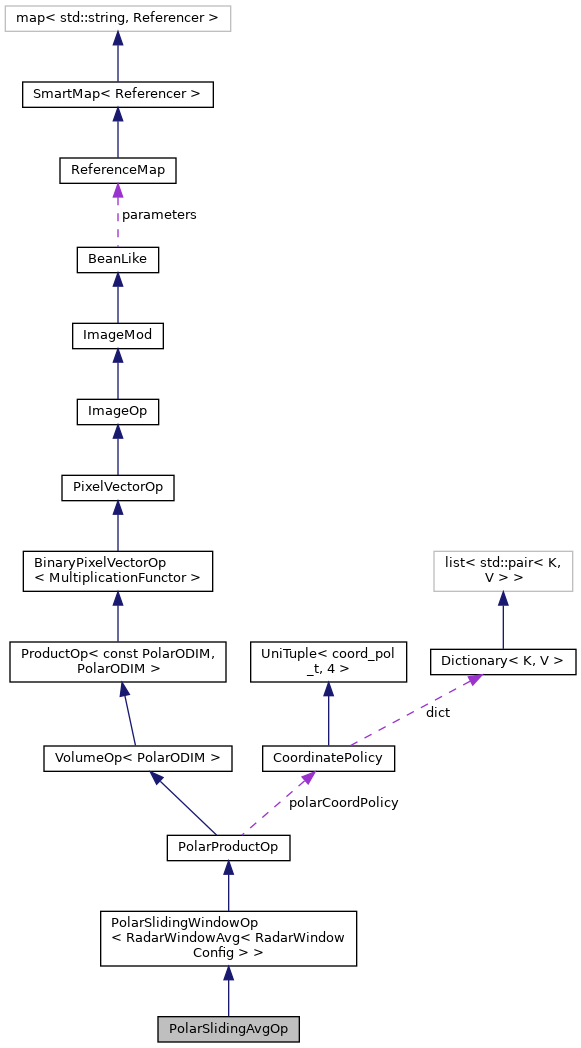 map< std::string, Referencer >
SmartMap< Referencer >
ReferenceMap
parameters
BeanLike
ImageMod
ImageOp
PixelVectorOp
BinaryPixelVectorOp
< MultiplicationFunctor >
list< std::pair< K,
V > >
ProductOp< const PolarODIM,
PolarODIM >
UniTuple< coord_pol
_t, 4 >
Dictionary< K, V >
dict
VolumeOp< PolarODIM >
CoordinatePolicy
polarCoordPolicy
PolarProductOp
PolarSlidingWindowOp
< RadarWindowAvg< RadarWindow
Config > >
PolarSlidingAvgOp